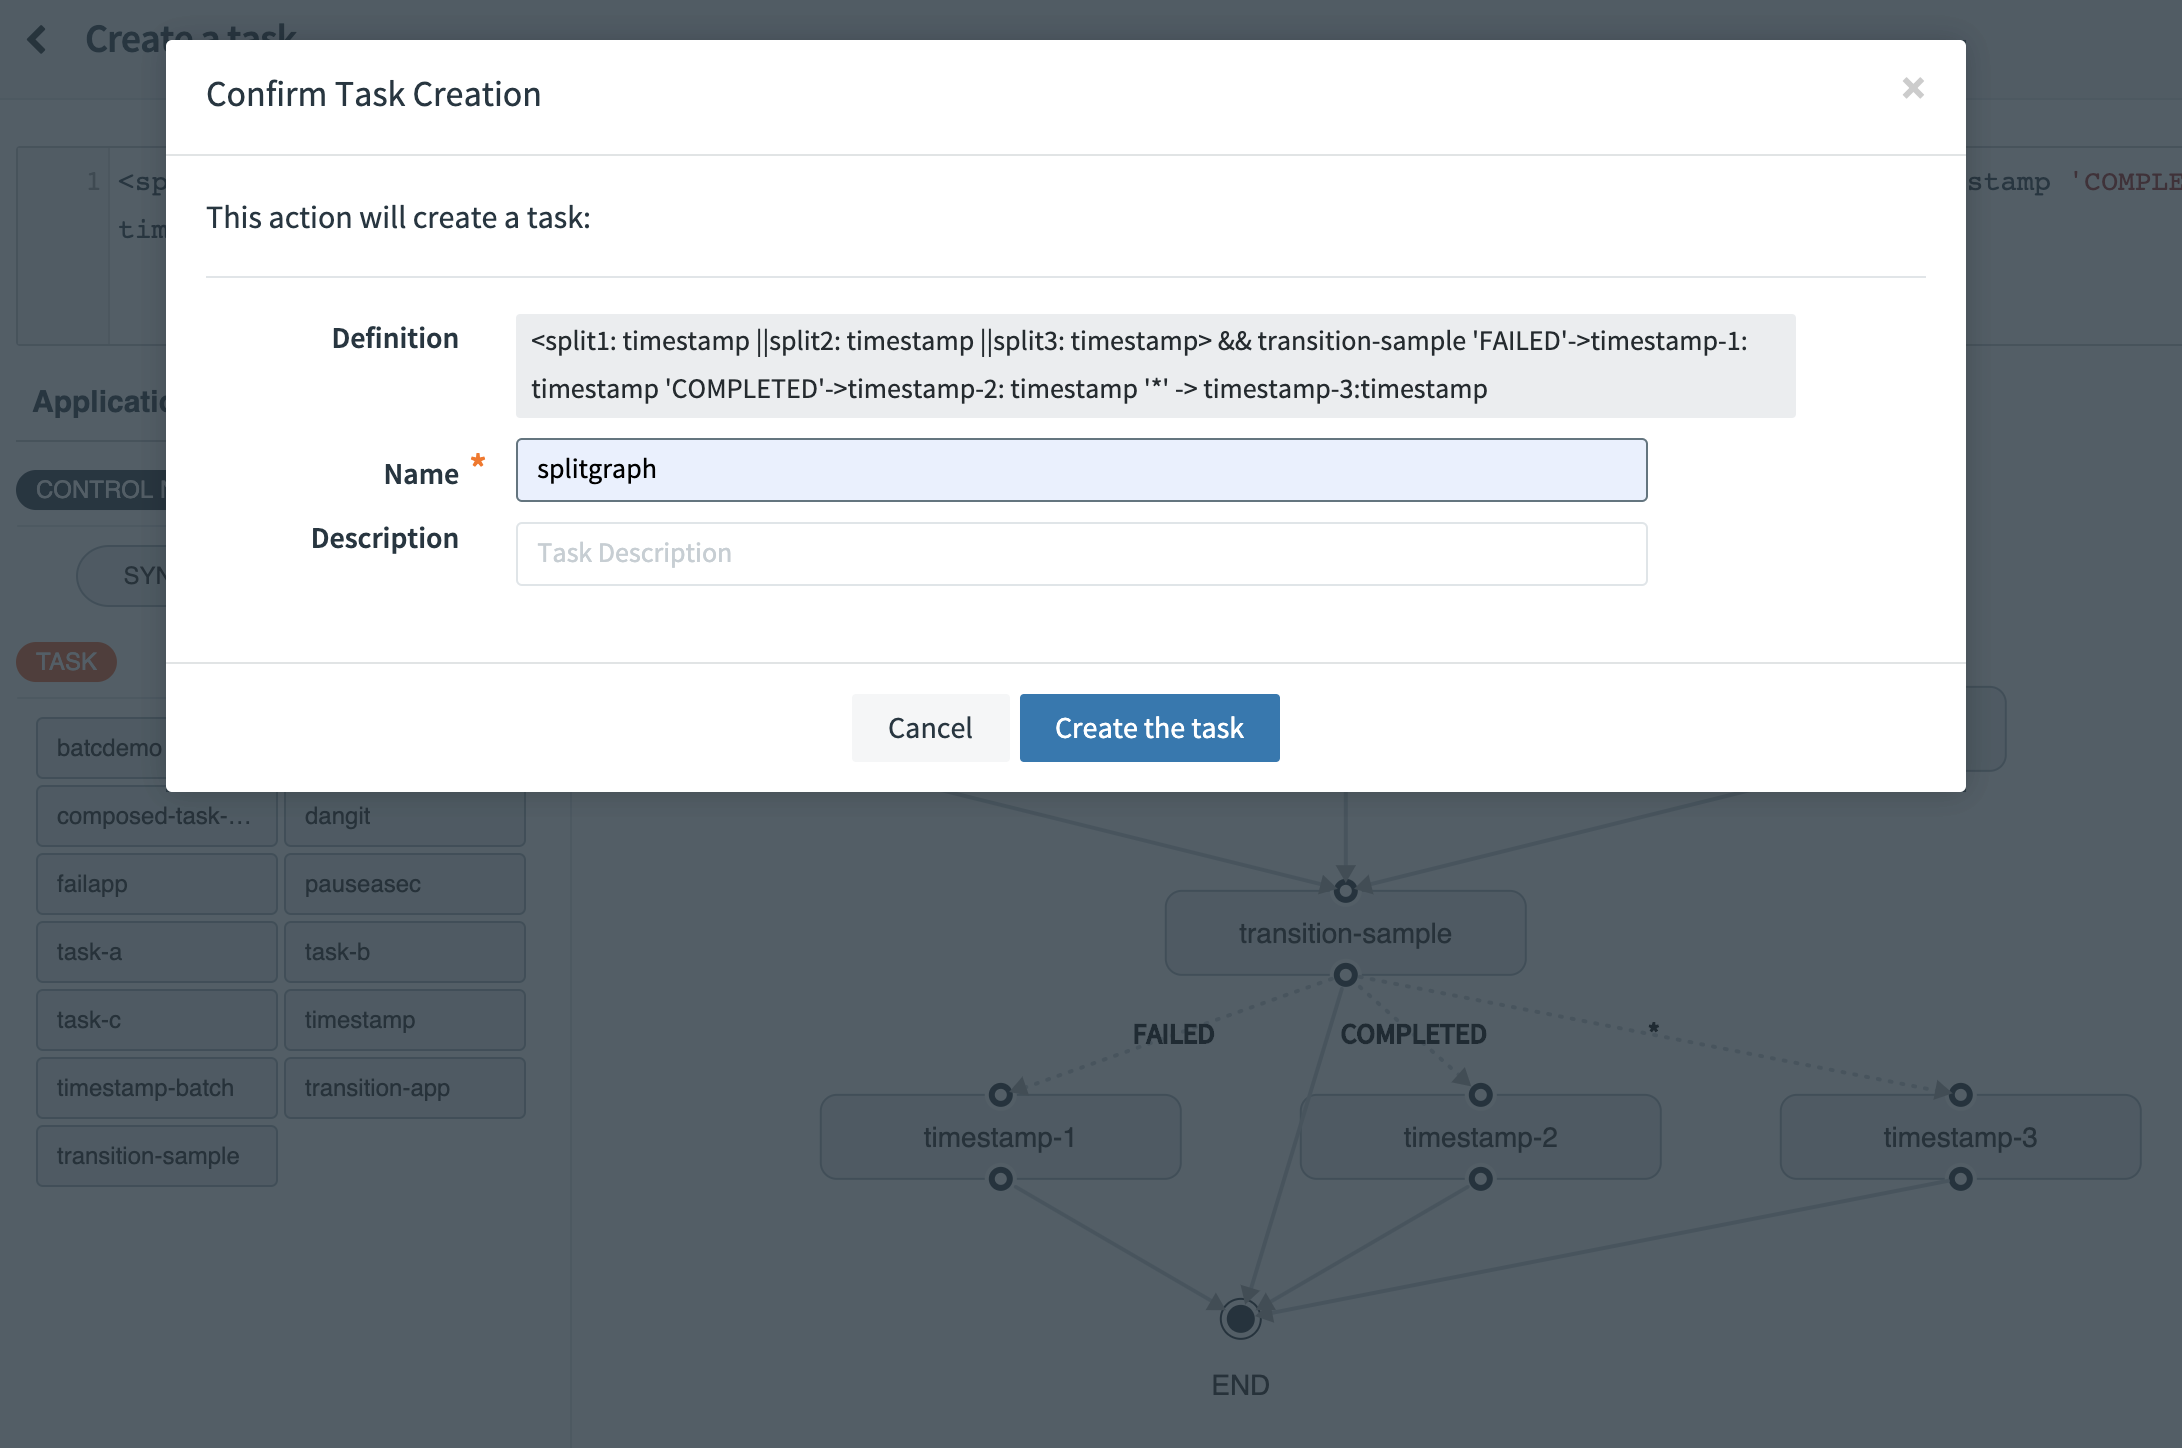 Create a task
Confirm Task Creation
×
1
<sp
stamp 'COMPLE
tim
This action will create a task:
Definition
<split1: timestamp ||split2: timestamp ||split3: timestamp> && transition-sample 'FAILED'->timestamp-1:
timestamp 'COMPLETED'->timestamp-2: timestamp '*' -> timestamp-3:timestamp
Name *
splitgraph
Description
Task Description
Cancel
Create the task
Applicatio
CONTROL
SYN
TASK
batcdemo
composed-task-...
dangit
failapp
pauseasec
task-a
task-b
task-c
timestamp
timestamp-batch
transition-app
transition-sample
transition-sample
FAILED
COMPLETED
*
timestamp-1
timestamp-2
timestamp-3
END